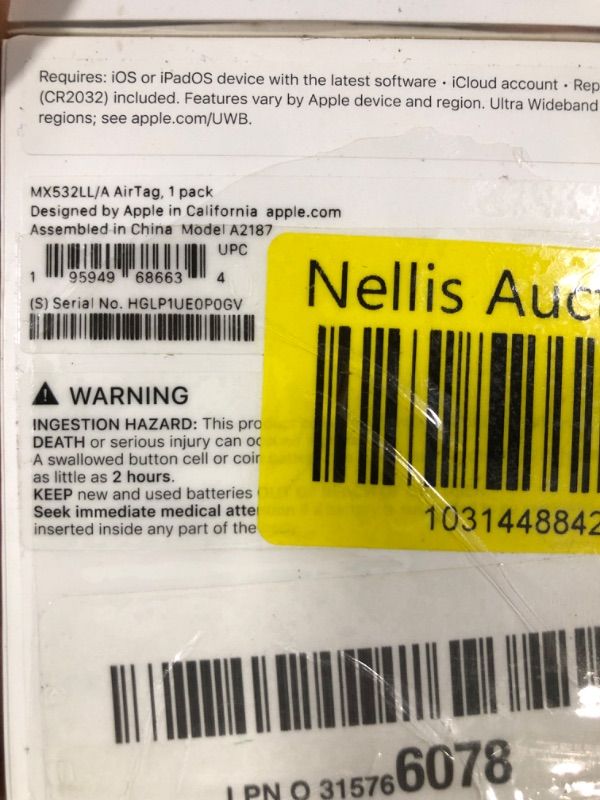 Requires: iOS or iPadOS device with the latest software • iCloud account • Rep
(CR2032) included. Features vary by Apple device and region. Ultra Wideband
regions; see apple.com/UWB.
MX532LL/A AirTag, 1 pack
Designed by Apple in California apple.com
Assembled in China Model A2187
UPC
1 95949 68663 4
(S) Serial No. HGLP1UE0P0GV
WARNING
INGESTION HAZARD: This pro
DEATH or serious injury can oc
A swallowed button cell or coin
as little as 2 hours.
KEEP new and used batteries
Seek immediate medical atte
inserted inside any part of the
Nellis Auc
1031448842
LPN O 315766078